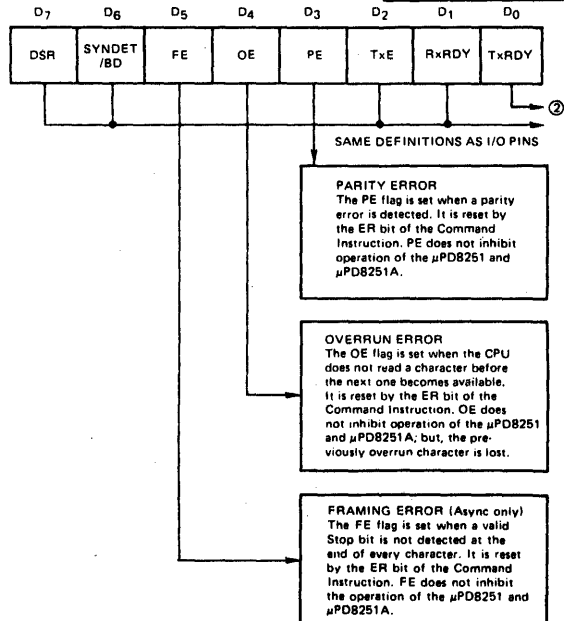 D7 D6 D5 D4 D3 D2 D1 D0
DSR SYNDET/BD FE OE PE TxE RxRDY TxRDY
②
SAME DEFINITIONS AS I/O PINS
PARITY ERROR
The PE flag is set when a parity
error is detected. It is reset by
the ER bit of the Command
Instruction. PE does not inhibit
operation of the µPD8251 and
µPD8251A.
OVERRUN ERROR
The OE flag is set when the CPU
does not read a character before
the next one becomes available.
It is reset by the ER bit of the
Command Instruction. OE does
not inhibit operation of the µPD8251
and µPD8251A; but, the pre-
viously overrun character is lost.
FRAMING ERROR (Async only)
The FE flag is set when a valid
Stop bit is not detected at the
end of every character. It is reset
by the ER bit of the Command
Instruction. FE does not inhibit
the operation of the µPD8251 and
µPD8251A.